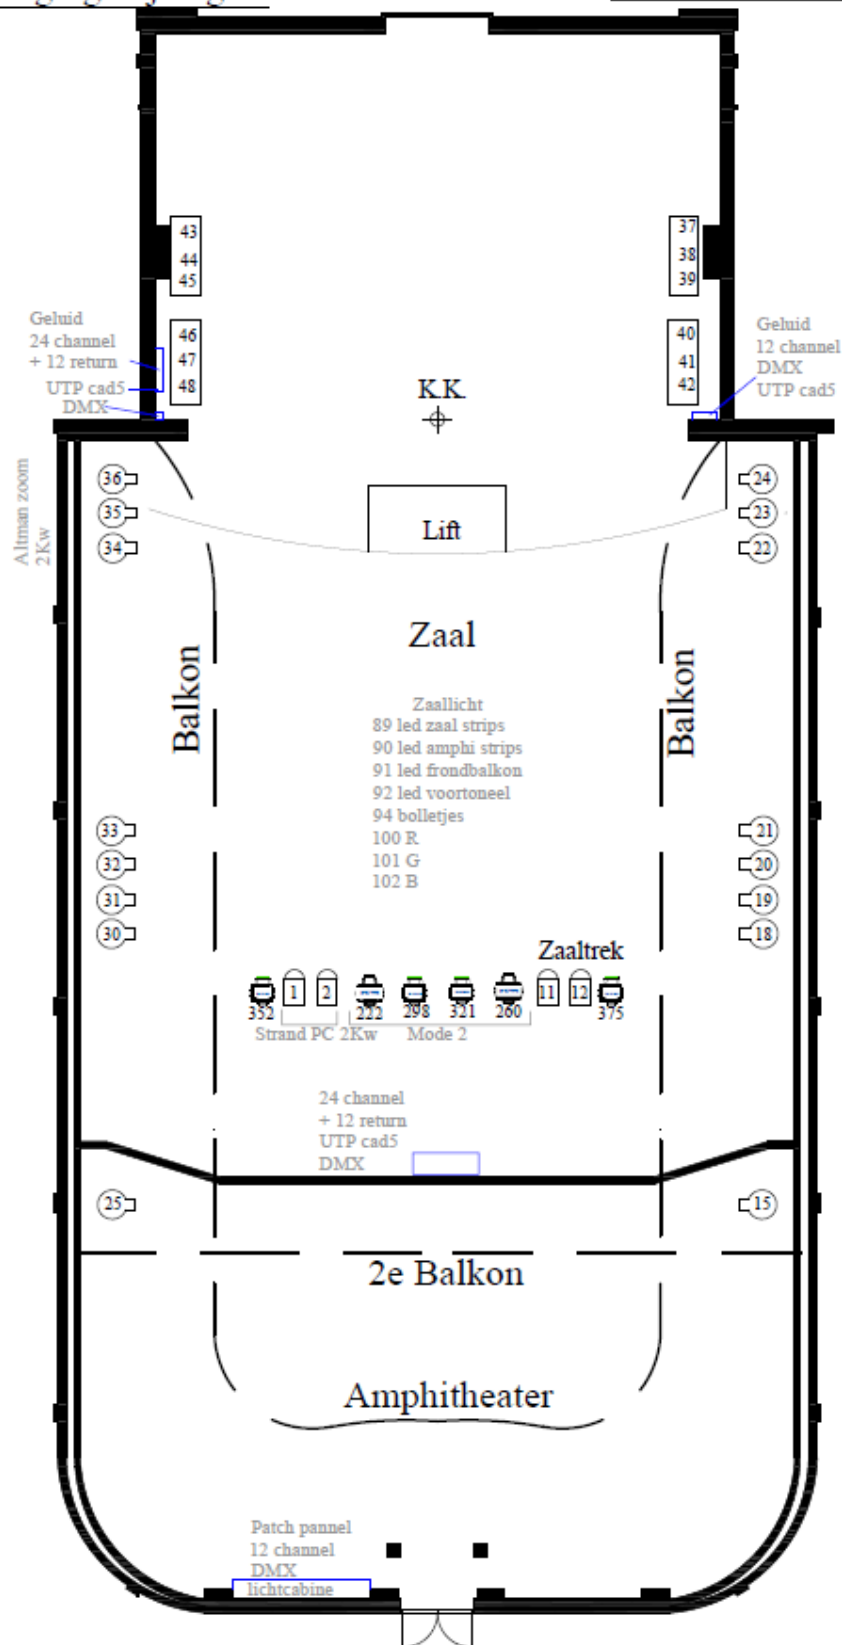 43
44
45
37
38
39
Geluid
24 channel
+ 12 return
UTP cad5
DMX
46
47
48
40
41
42
Geluid
12 channel
DMX
UTP cad5
K.K.
Altman zoom
2Kw
36
35
34
24
23
22
Lift
Zaal
Balkon
Balkon
Zaallicht
89 led zaal strips
90 led amphi strips
91 led frondbalkon
92 led voortoneel
94 bolletjes
100 R
101 G
102 B
33
32
31
30
21
20
19
18
Zaaltrek
352 1 2 222 298 321 260 11 12 375
Strand PC 2Kw Mode 2
24 channel
+ 12 return
UTP cad5
DMX
25
15
2e Balkon
Amphitheater
Patch pannel
12 channel
DMX
lichtcabine